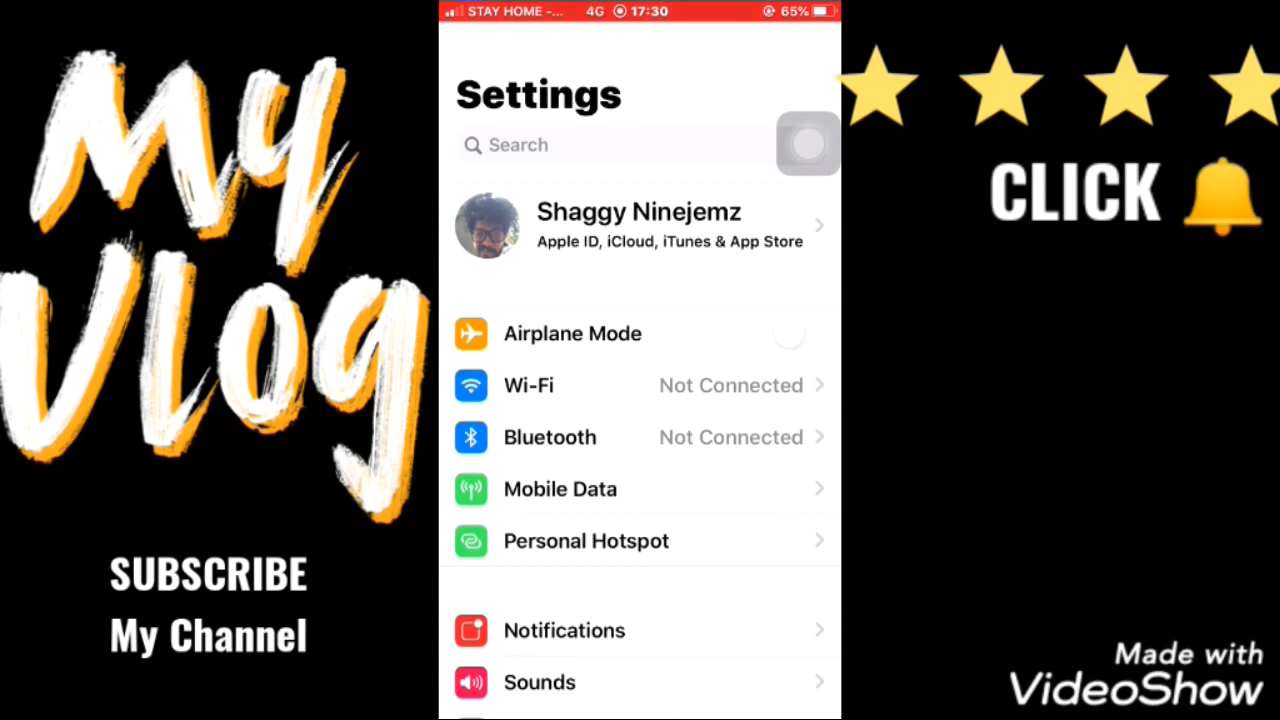 My
Vlog
SUBSCRIBE
My Channel
STAY HOME -... 4G 17:30 65%
Settings
Search
Shaggy Ninejemz
Apple ID, iCloud, iTunes & App Store
Airplane Mode
Wi-Fi Not Connected
Bluetooth Not Connected
Mobile Data
Personal Hotspot
Notifications
Sounds
CLICK
Made with
VideoShow